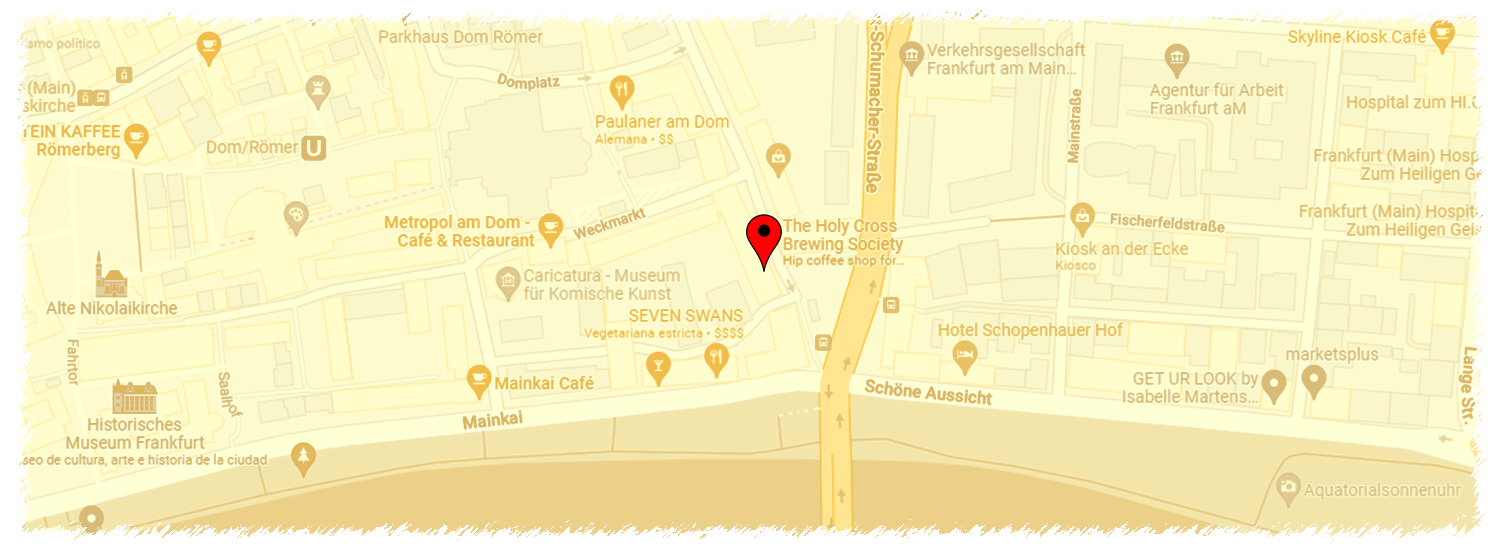 ismo político
Parkhaus Dom Römer
-Schumacher-Straße
Verkehrsgesellschaft
Frankfurt am Main...
Skyline Kiosk Café
(Main)
skirche
Domplatz
Agentur für Arbeit
Frankfurt aM
Hospital zum Hl.
TEIN KAFFEE
Römerberg
Dom/Römer
U
Paulaner am Dom
Alemana • $$
Mainstraße
Frankfurt (Main) Hosp
Zum Heiligen Ge
Metropol am Dom -
Café & Restaurant
Weckmarkt
The Holy Cross
Brewing Society
Hip coffee shop for...
Fischerfeldstraße
Kiosk an der Ecke
Kiosco
Frankfurt (Main) Hospit
Zum Heiligen Gei
Alte Nikolaikirche
Caricatura - Museum
für Komische Kunst
SEVEN SWANS
Vegetariana estricta • $$$$
Hotel Schopenhauer Hof
marketsplus
Fahrtor
Saalhof
Mainkai Café
Schöne Aussicht
GET UR LOOK by
Isabelle Martens...
Lange Str.
Historisches
Museum Frankfurt
seo de cultura, arte e historia de la ciudad
Mainkai
Äquatorialsonnenuhr